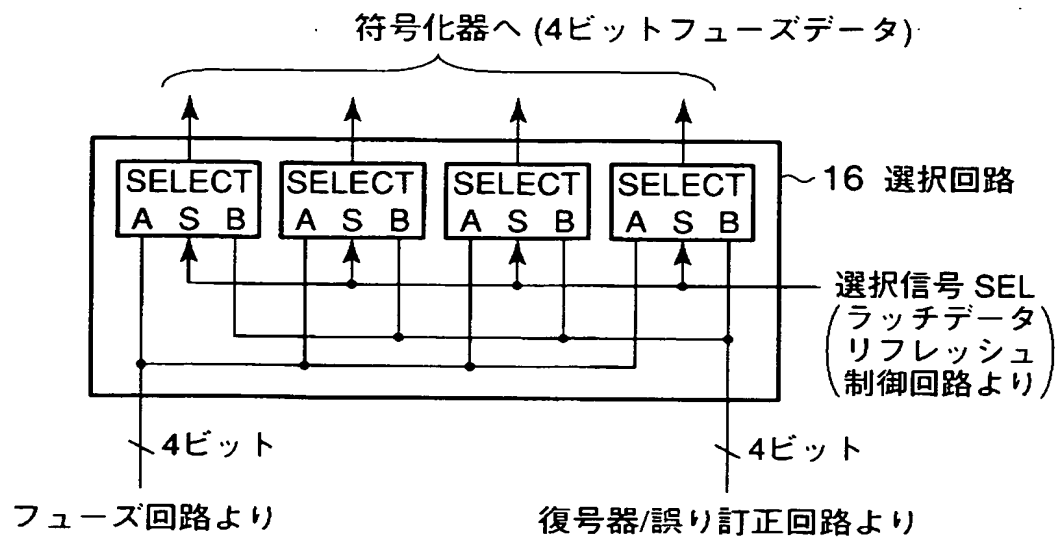 符号化器へ (4ビットフューズデータ)
SELECT SELECT SELECT SELECT
A S B A S B A S B A S B
16 選択回路
選択信号 SEL
(ラッチデータ
リフレッシュ
制御回路より)
4ビット 4ビット
フューズ回路より 復号器/誤り訂正回路より